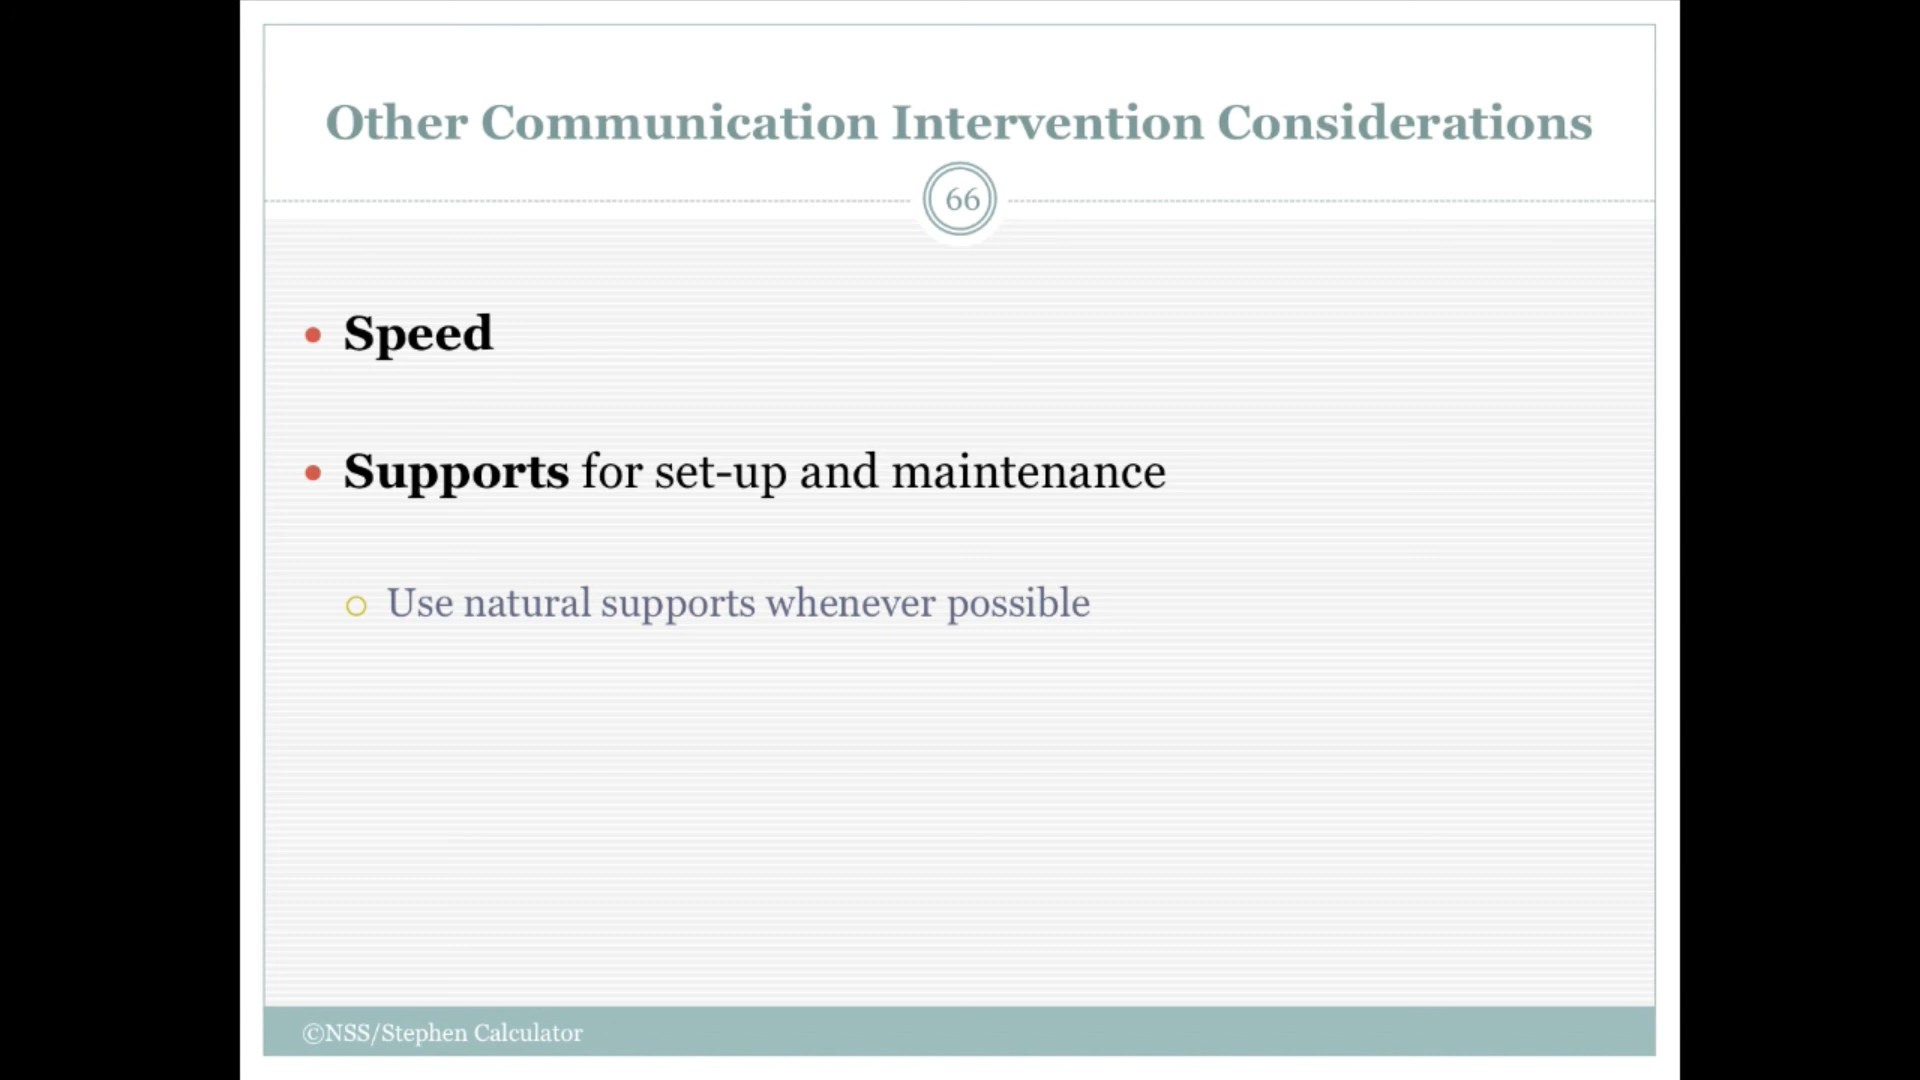 Other Communication Intervention Considerations
66
• Speed
• Supports for set-up and maintenance
○ Use natural supports whenever possible
©NSS/Stephen Calculator